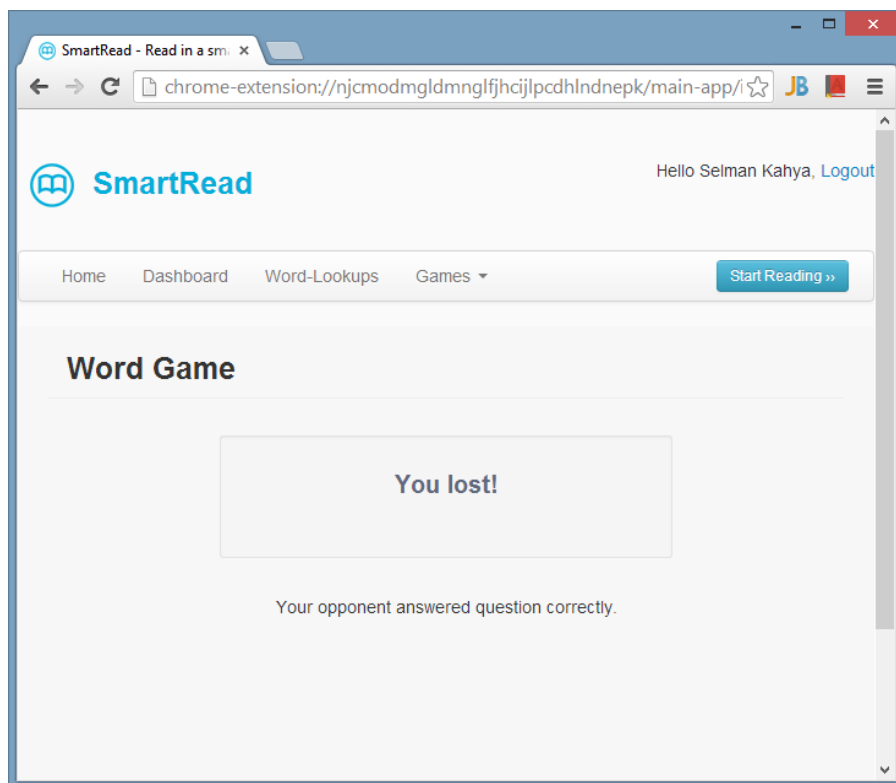 SmartRead - Read in a sm
chrome-extension://njcmodmgldmnglfjhcijlpcdhlndnepk/main-app/i
JB
A
SmartRead
Hello Selman Kahya, Logout
Home Dashboard Word-Lookups Games
Start Reading ››
Word Game
You lost!
Your opponent answered question correctly.